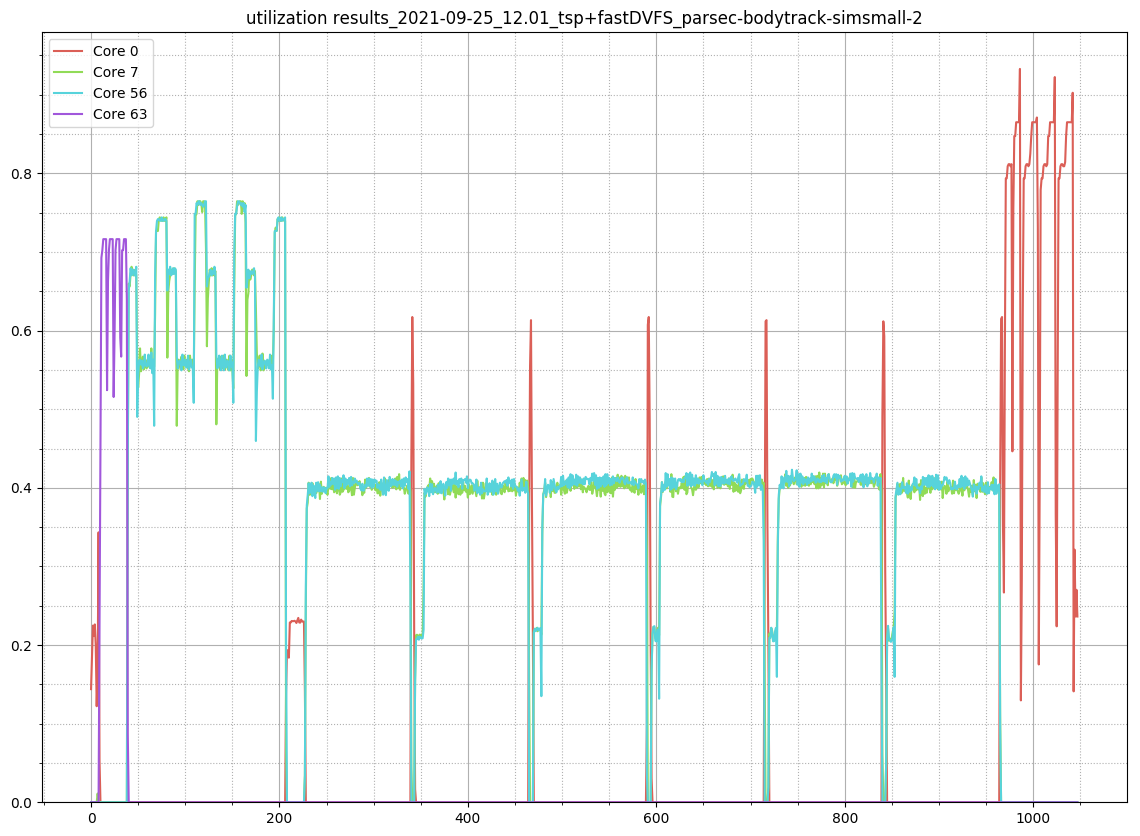 utilization results_2021-09-25_12.01_tsp+fastDVFS_parsec-bodytrack-simsmall-2
Core 0
Core 7
Core 56
Core 63
0.8
0.6
0.4
0.2
0.0
0 200 400 600 800 1000